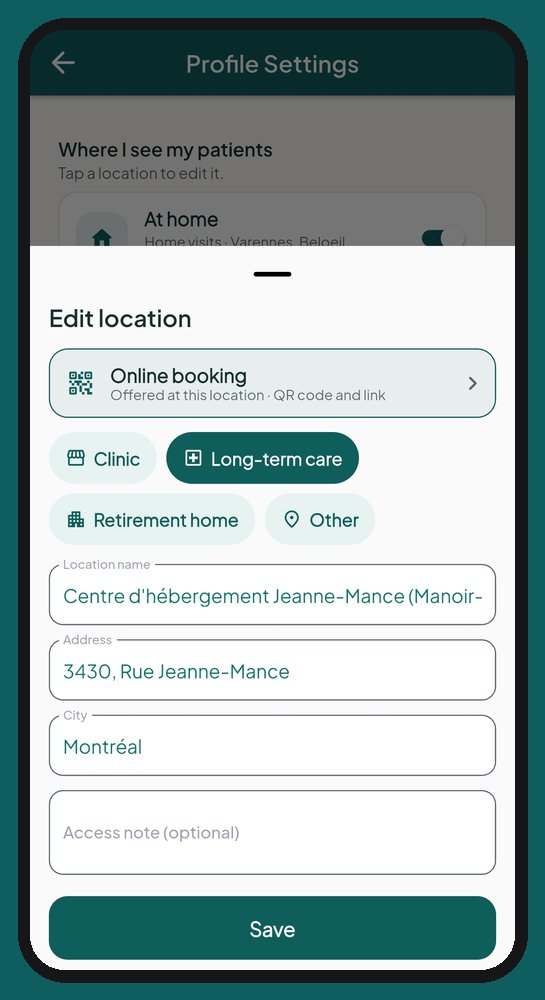 Profile Settings
Where I see my patients
Tap a location to edit it.
At home
Home visits · Varennes, Beloeil
Edit location
Online booking
Offered at this location · QR code and link
Clinic
Long-term care
Retirement home
Other
Location name
Centre d'hébergement Jeanne-Mance (Manoir-
Address
3430, Rue Jeanne-Mance
City
Montréal
Access note (optional)
Save